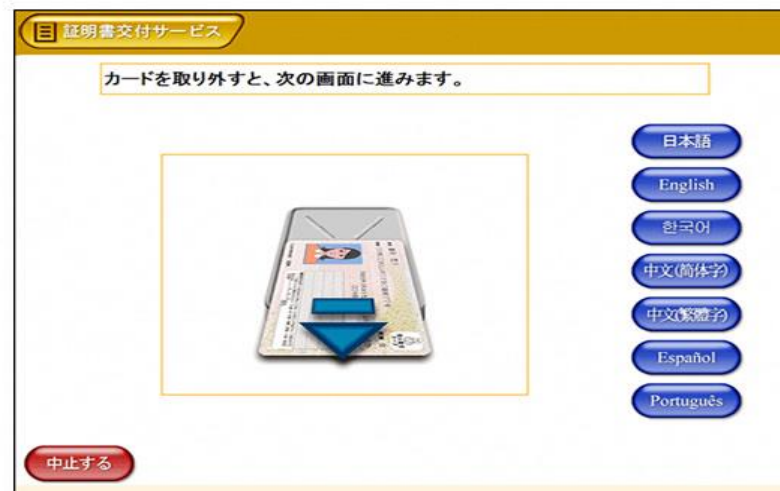 証明書交付サービス
カードを取り外すと、次の画面に進みます。
日本語
English
한국어
中文(简体字)
中文(繁體字)
Español
Português
中止する